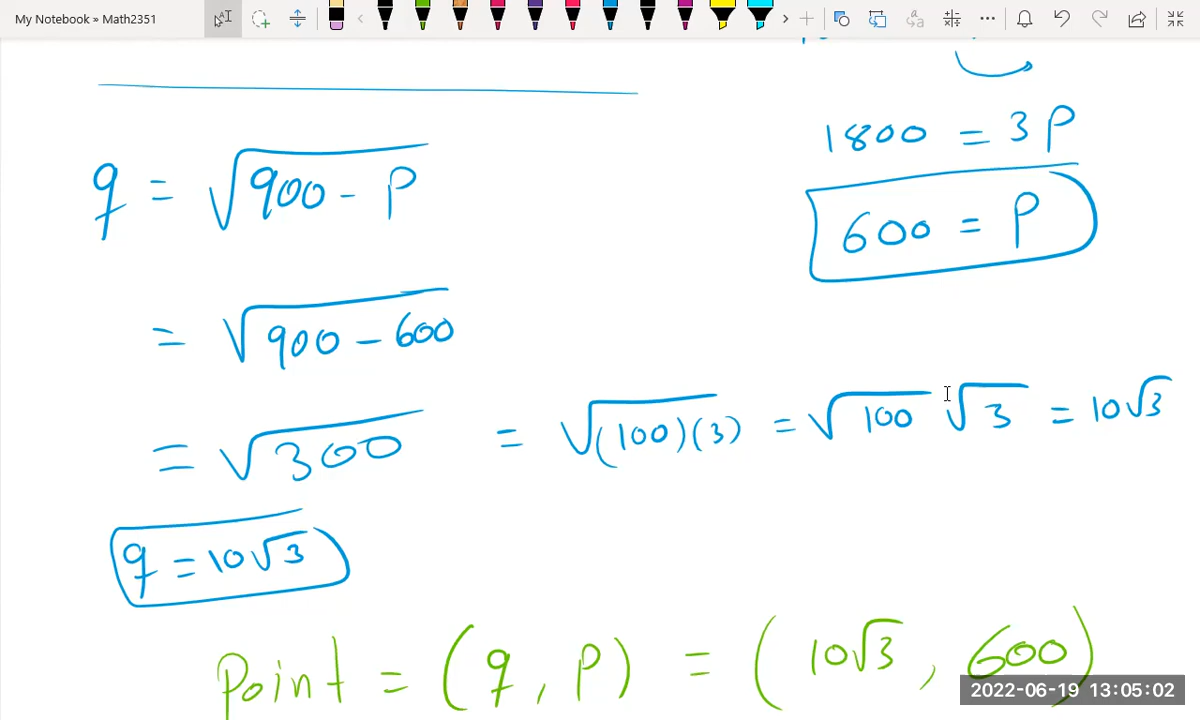 My Notebook » Math2351
1800 = 3P
q = √900 - P
600 = P
= √900 - 600
= √300 = √(100)(3) = √100 √3 = 10√3
q = 10√3
Point = (q, P) = (10√3, 600)
2022-06-19 13:05:02